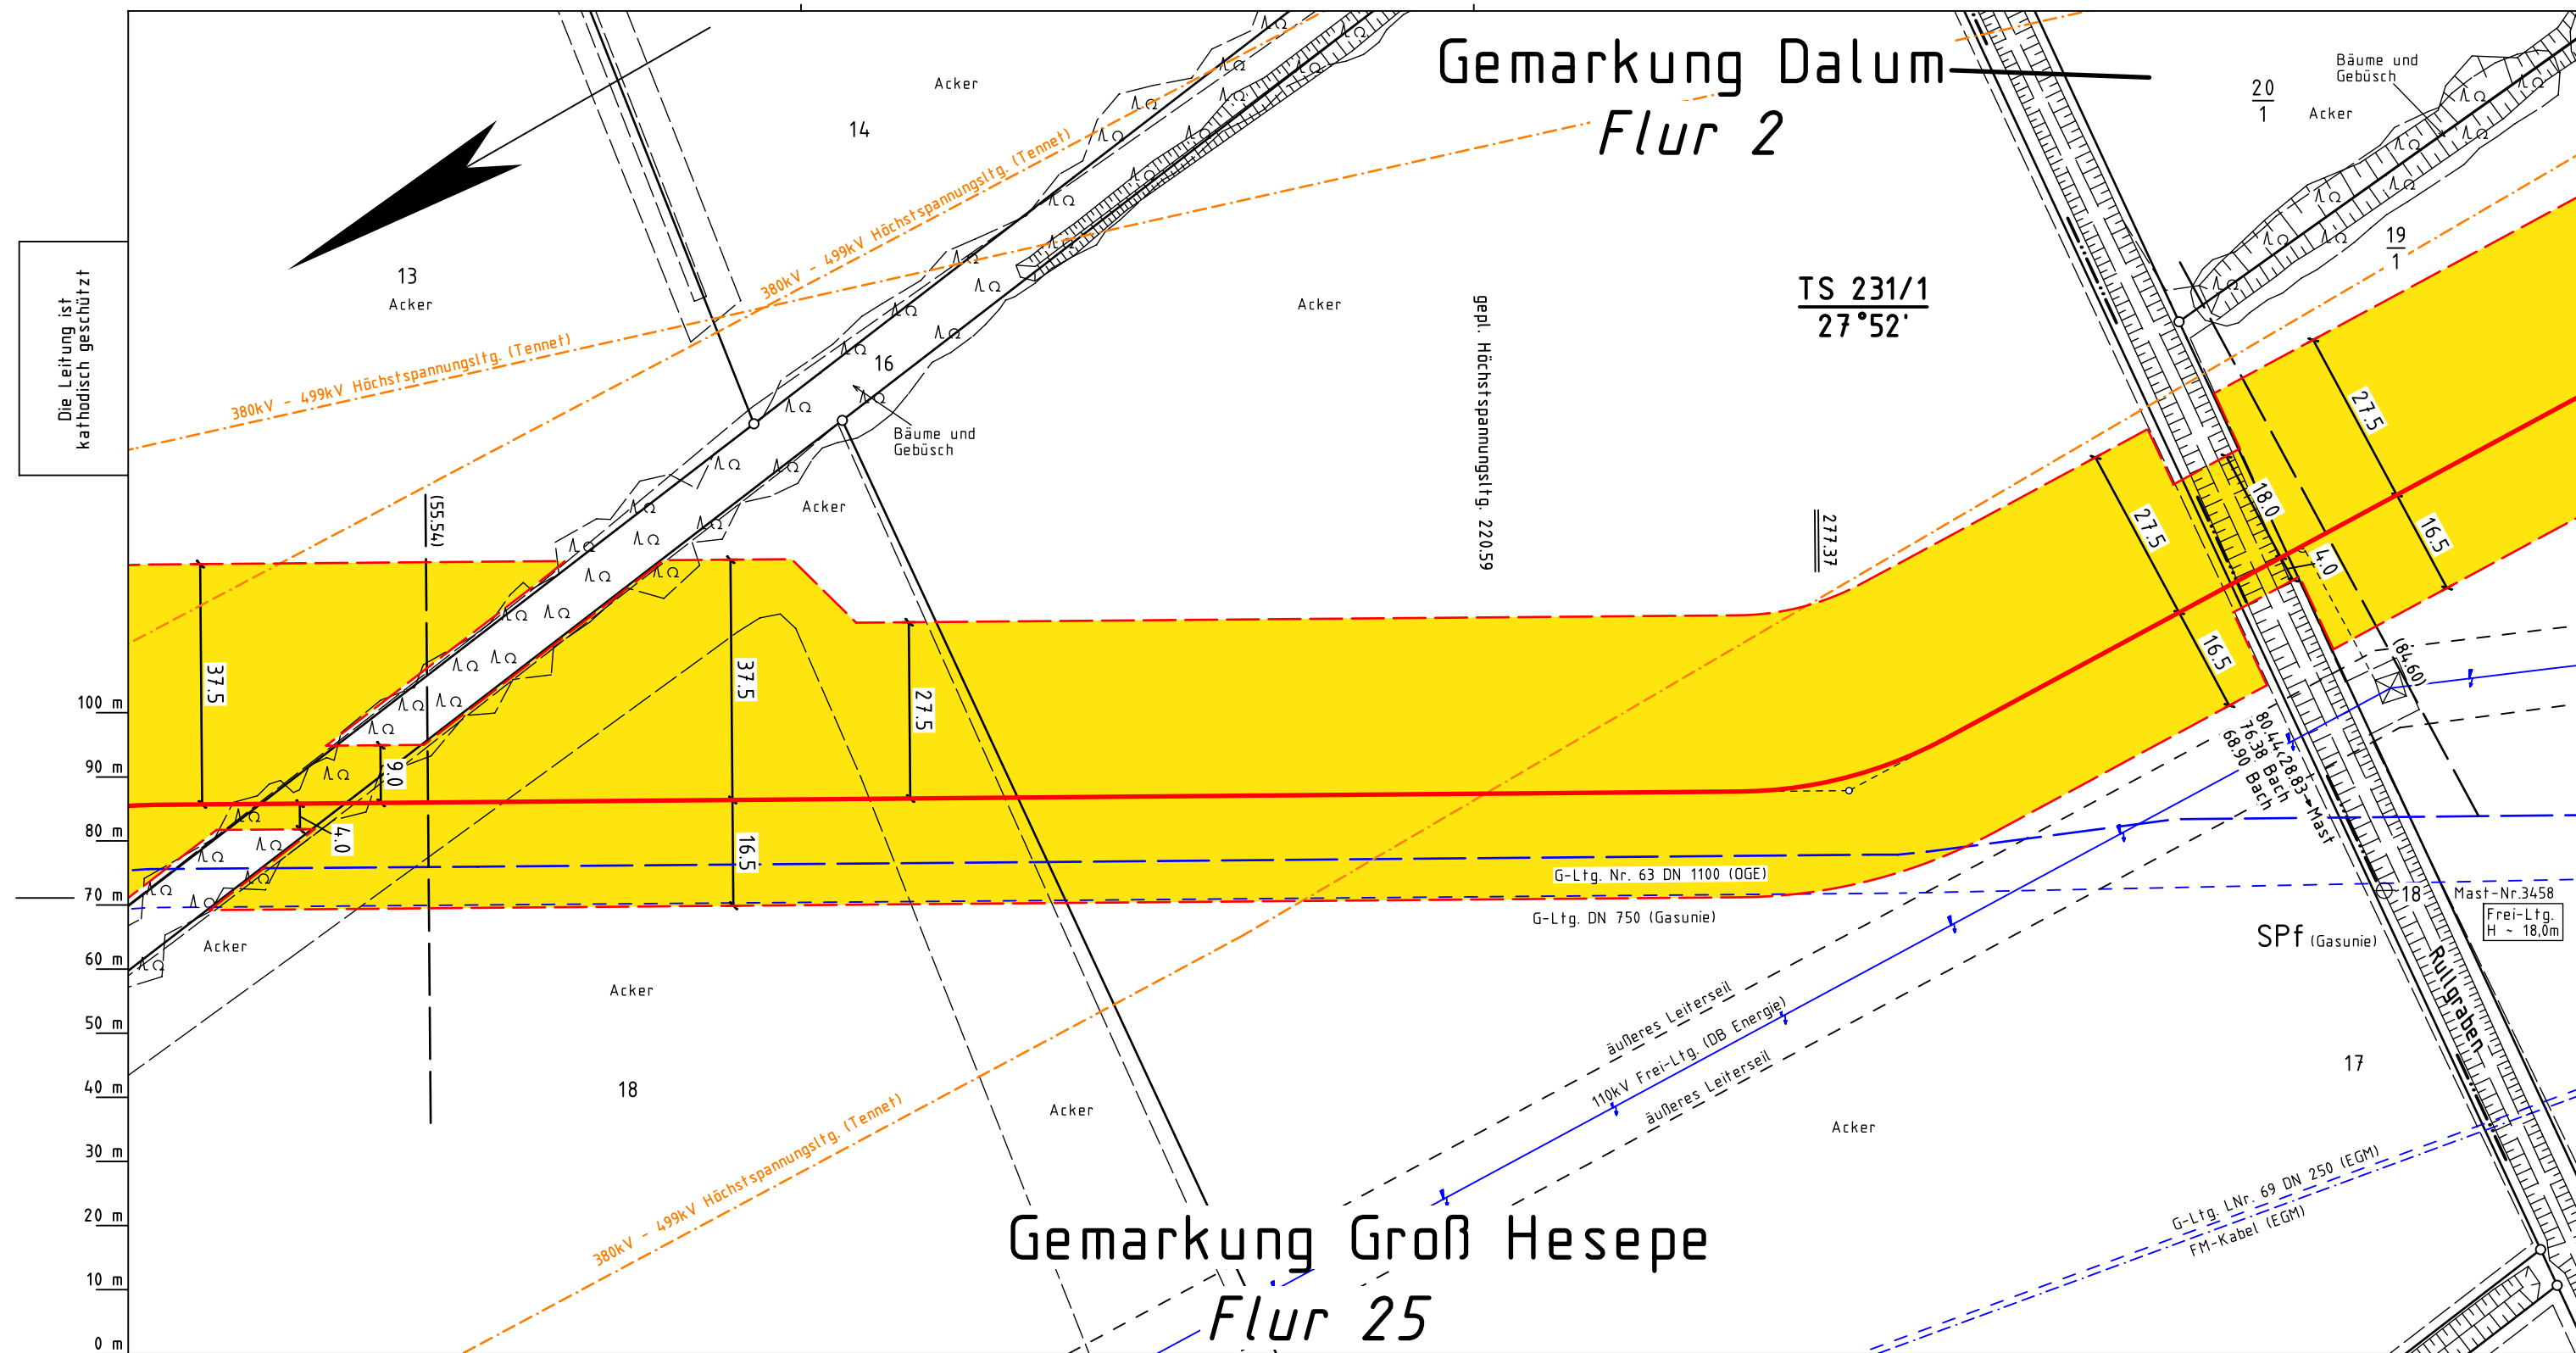 Gemarkung Dalum
Flur 2
Bäume und
Gebüsch
20
1
Acker
Acker
14
380kV - 499kV Höchstspannungsltg. (Tennet)
13
Acker
19
1
Die Leitung ist
kathodisch geschützt
TS 231/1
27°52'
Acker
gepl. Höchstspannungsltg. 220.59
380kV - 499kV Höchstspannungsltg. (Tennet)
16
Bäume und
Gebüsch
(55.54)
Acker
277.37
27.5
16.5
27.5
18.0
4.0
16.5
37.5
37.5
27.5
9.0
4.0
16.5
(84.60)
80.44<28.83→Mast
76.38 Bach
68.90 Bach
100 m
90 m
80 m
70 m
60 m
50 m
40 m
30 m
20 m
10 m
0 m
G-Ltg. Nr. 63 DN 1100 (OGE)
G-Ltg. DN 750 (Gasunie)
18
Mast-Nr.3458
Frei-Ltg.
H ~ 18,0m
SPf (Gasunie)
Rullgraben
Acker
Acker
18
Acker
äußeres Leiterseil
110kV Frei-Ltg. (DB Energie)
äußeres Leiterseil
17
Acker
380kV - 499kV Höchstspannungsltg. (Tennet)
G-Ltg. LNr. 69 DN 250 (EGM)
FM-Kabel (EGM)
Gemarkung Groß Hesepe
Flur 25